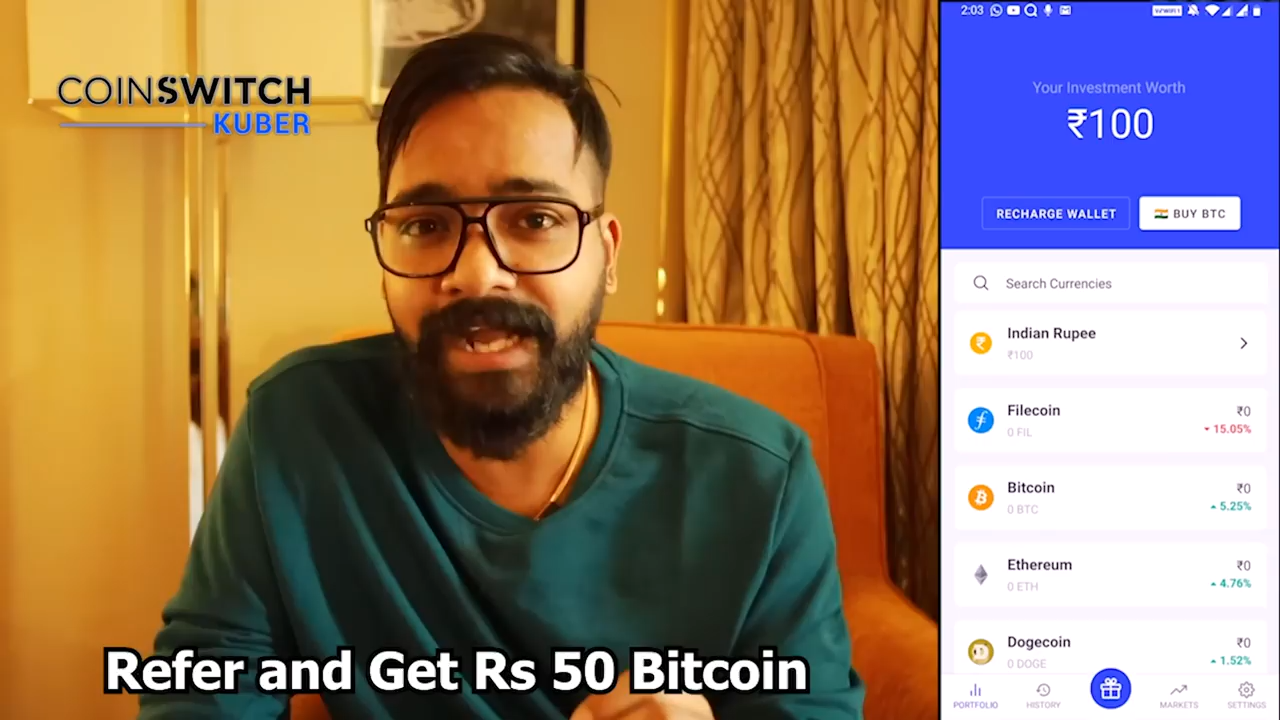 COINSWITCH
KUBER
Refer and Get Rs 50 Bitcoin
2:03
Your Investment Worth
₹100
RECHARGE WALLET
BUY BTC
Search Currencies
Indian Rupee
₹100
Filecoin
₹0
0 FIL
15.05%
Bitcoin
₹0
0 BTC
5.25%
Ethereum
₹0
0 ETH
4.76%
Dogecoin
₹0
0 DOGE
1.52%
PORTFOLIO
HISTORY
MARKETS
SETTINGS